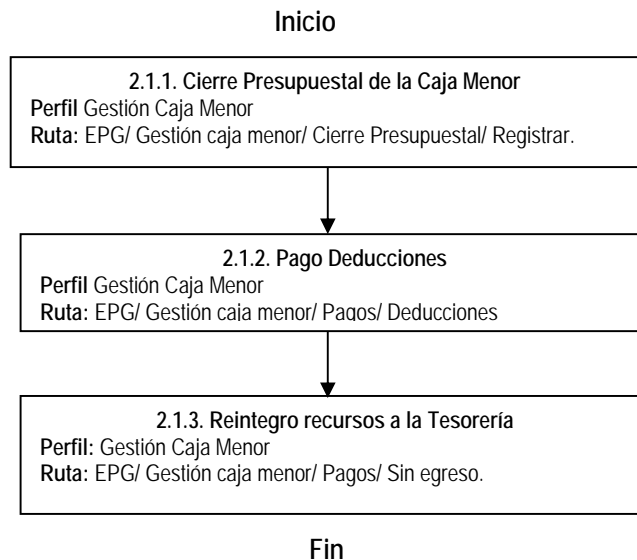 Inicio
2.1.1. Cierre Presupuestal de la Caja Menor
Perfil Gestión Caja Menor
Ruta: EPG/ Gestión caja menor/ Cierre Presupuestal/ Registrar.
2.1.2. Pago Deducciones
Perfil Gestión Caja Menor
Ruta: EPG/ Gestión caja menor/ Pagos/ Deducciones
2.1.3. Reintegro recursos a la Tesorería
Perfil: Gestión Caja Menor
Ruta: EPG/ Gestión caja menor/ Pagos/ Sin egreso.
Fin